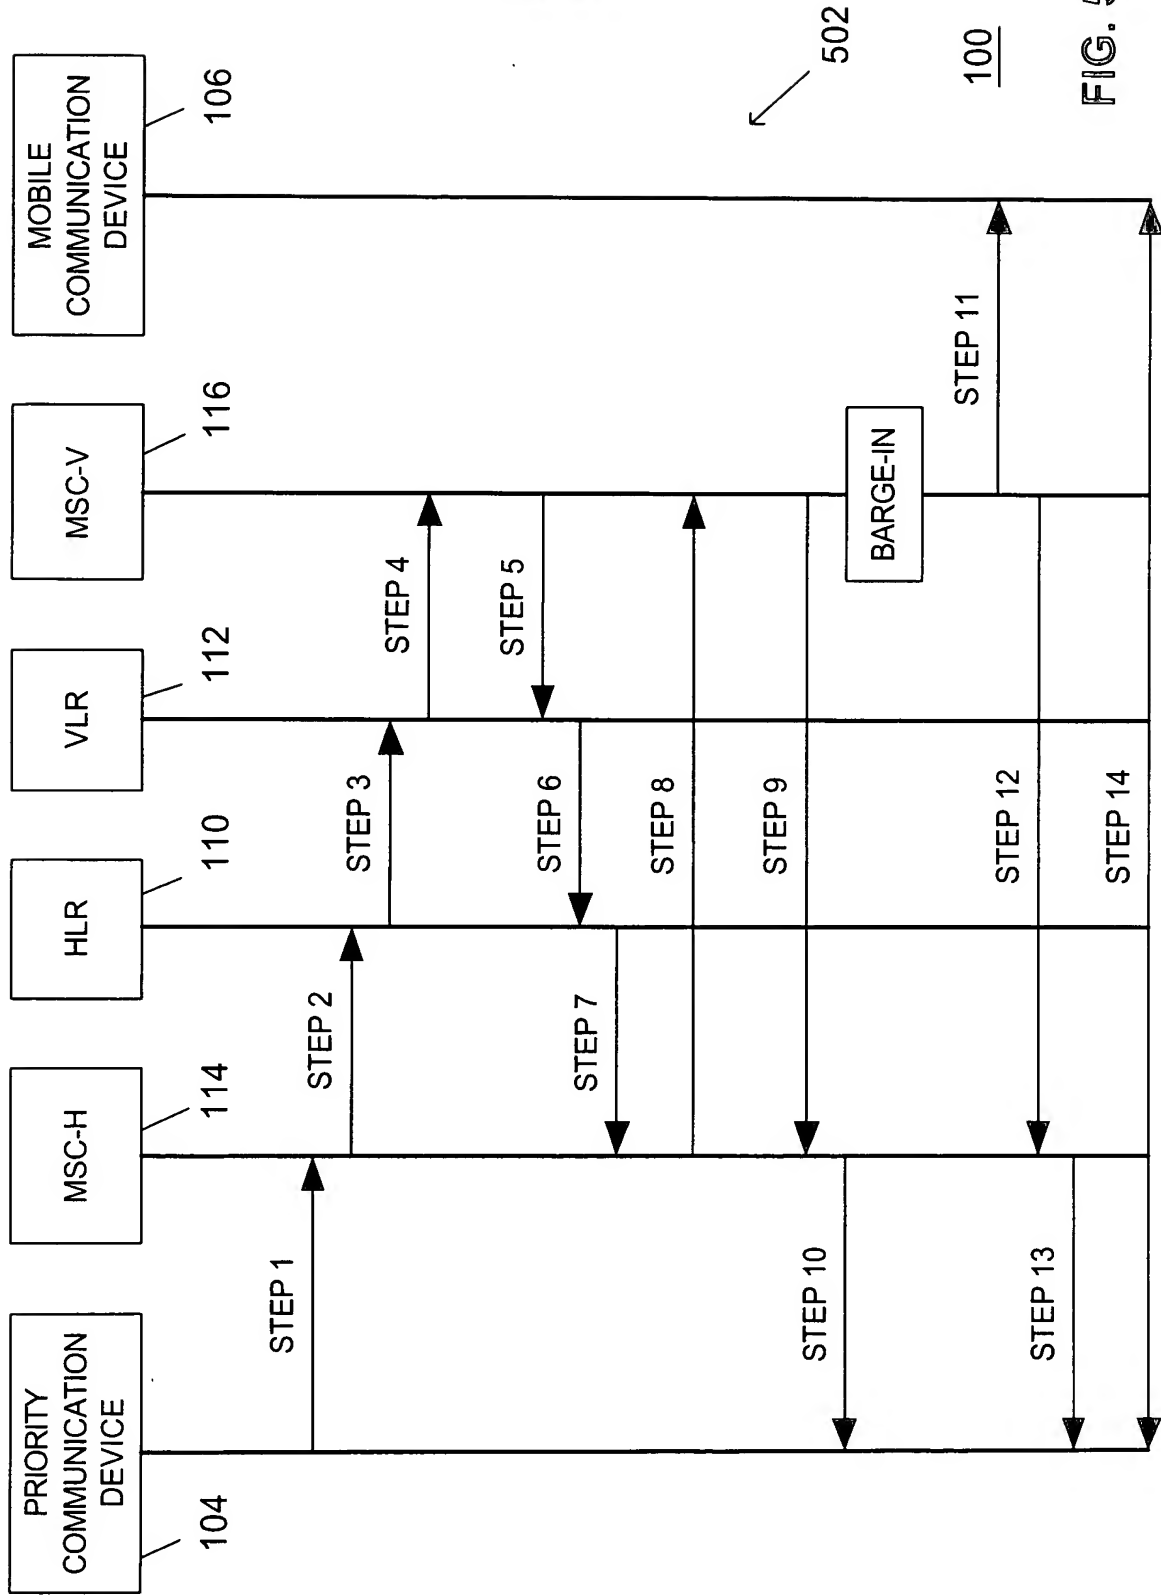 PRIORITY
COMMUNICATION
DEVICE
104
MSC-H
114
HLR
110
VLR
112
MSC-V
116
MOBILE
COMMUNICATION
DEVICE
106
STEP 1
STEP 2
STEP 3
STEP 4
STEP 5
STEP 6
STEP 7
STEP 8
STEP 9
STEP 10
BARGE-IN
STEP 11
STEP 12
STEP 13
STEP 14
502
100
FIG. 5